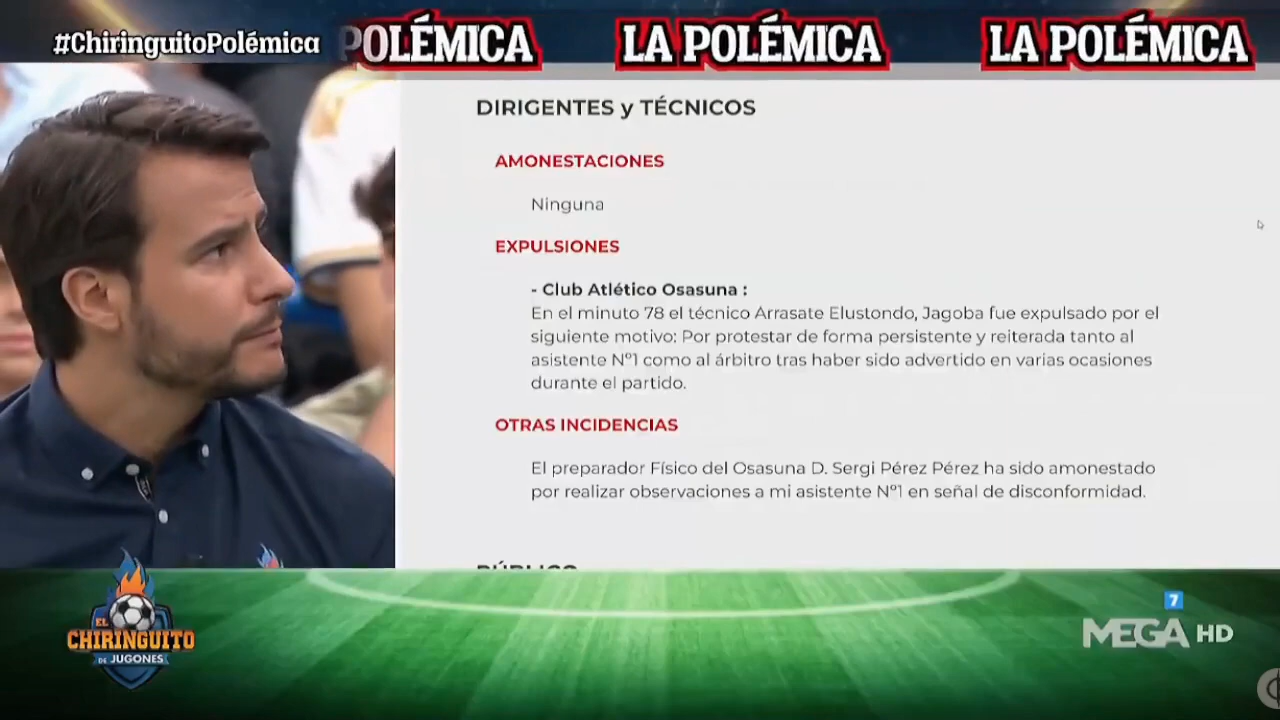 #ChiringuitoPolémica
POLÉMICA
LA POLÉMICA
LA POLÉMICA
DIRIGENTES y TÉCNICOS
AMONESTACIONES
Ninguna
EXPULSIONES
- Club Atlético Osasuna :
En el minuto 78 el técnico Arrasate Elustondo, Jagoba fue expulsado por el
siguiente motivo: Por protestar de forma persistente y reiterada tanto al
asistente Nº1 como al árbitro tras haber sido advertido en varias ocasiones
durante el partido.
OTRAS INCIDENCIAS
El preparador Físico del Osasuna D. Sergi Pérez Pérez ha sido amonestado
por realizar observaciones a mi asistente Nº1 en señal de disconformidad.
PÚBLICO
EL
CHIRINGUITO
DE JUGONES
7
MEGA HD